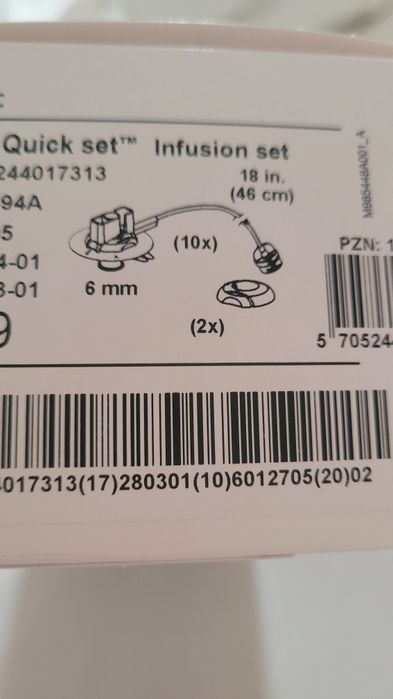 Quick set™ Infusion set
244017313
18 in.
(46 cm)
94A
5
(10x)
4-01
3-01
6 mm
9
(2x)
M985448A001_A
PZN: 1
5 70524
017313(17)280301(10)6012705(20)02